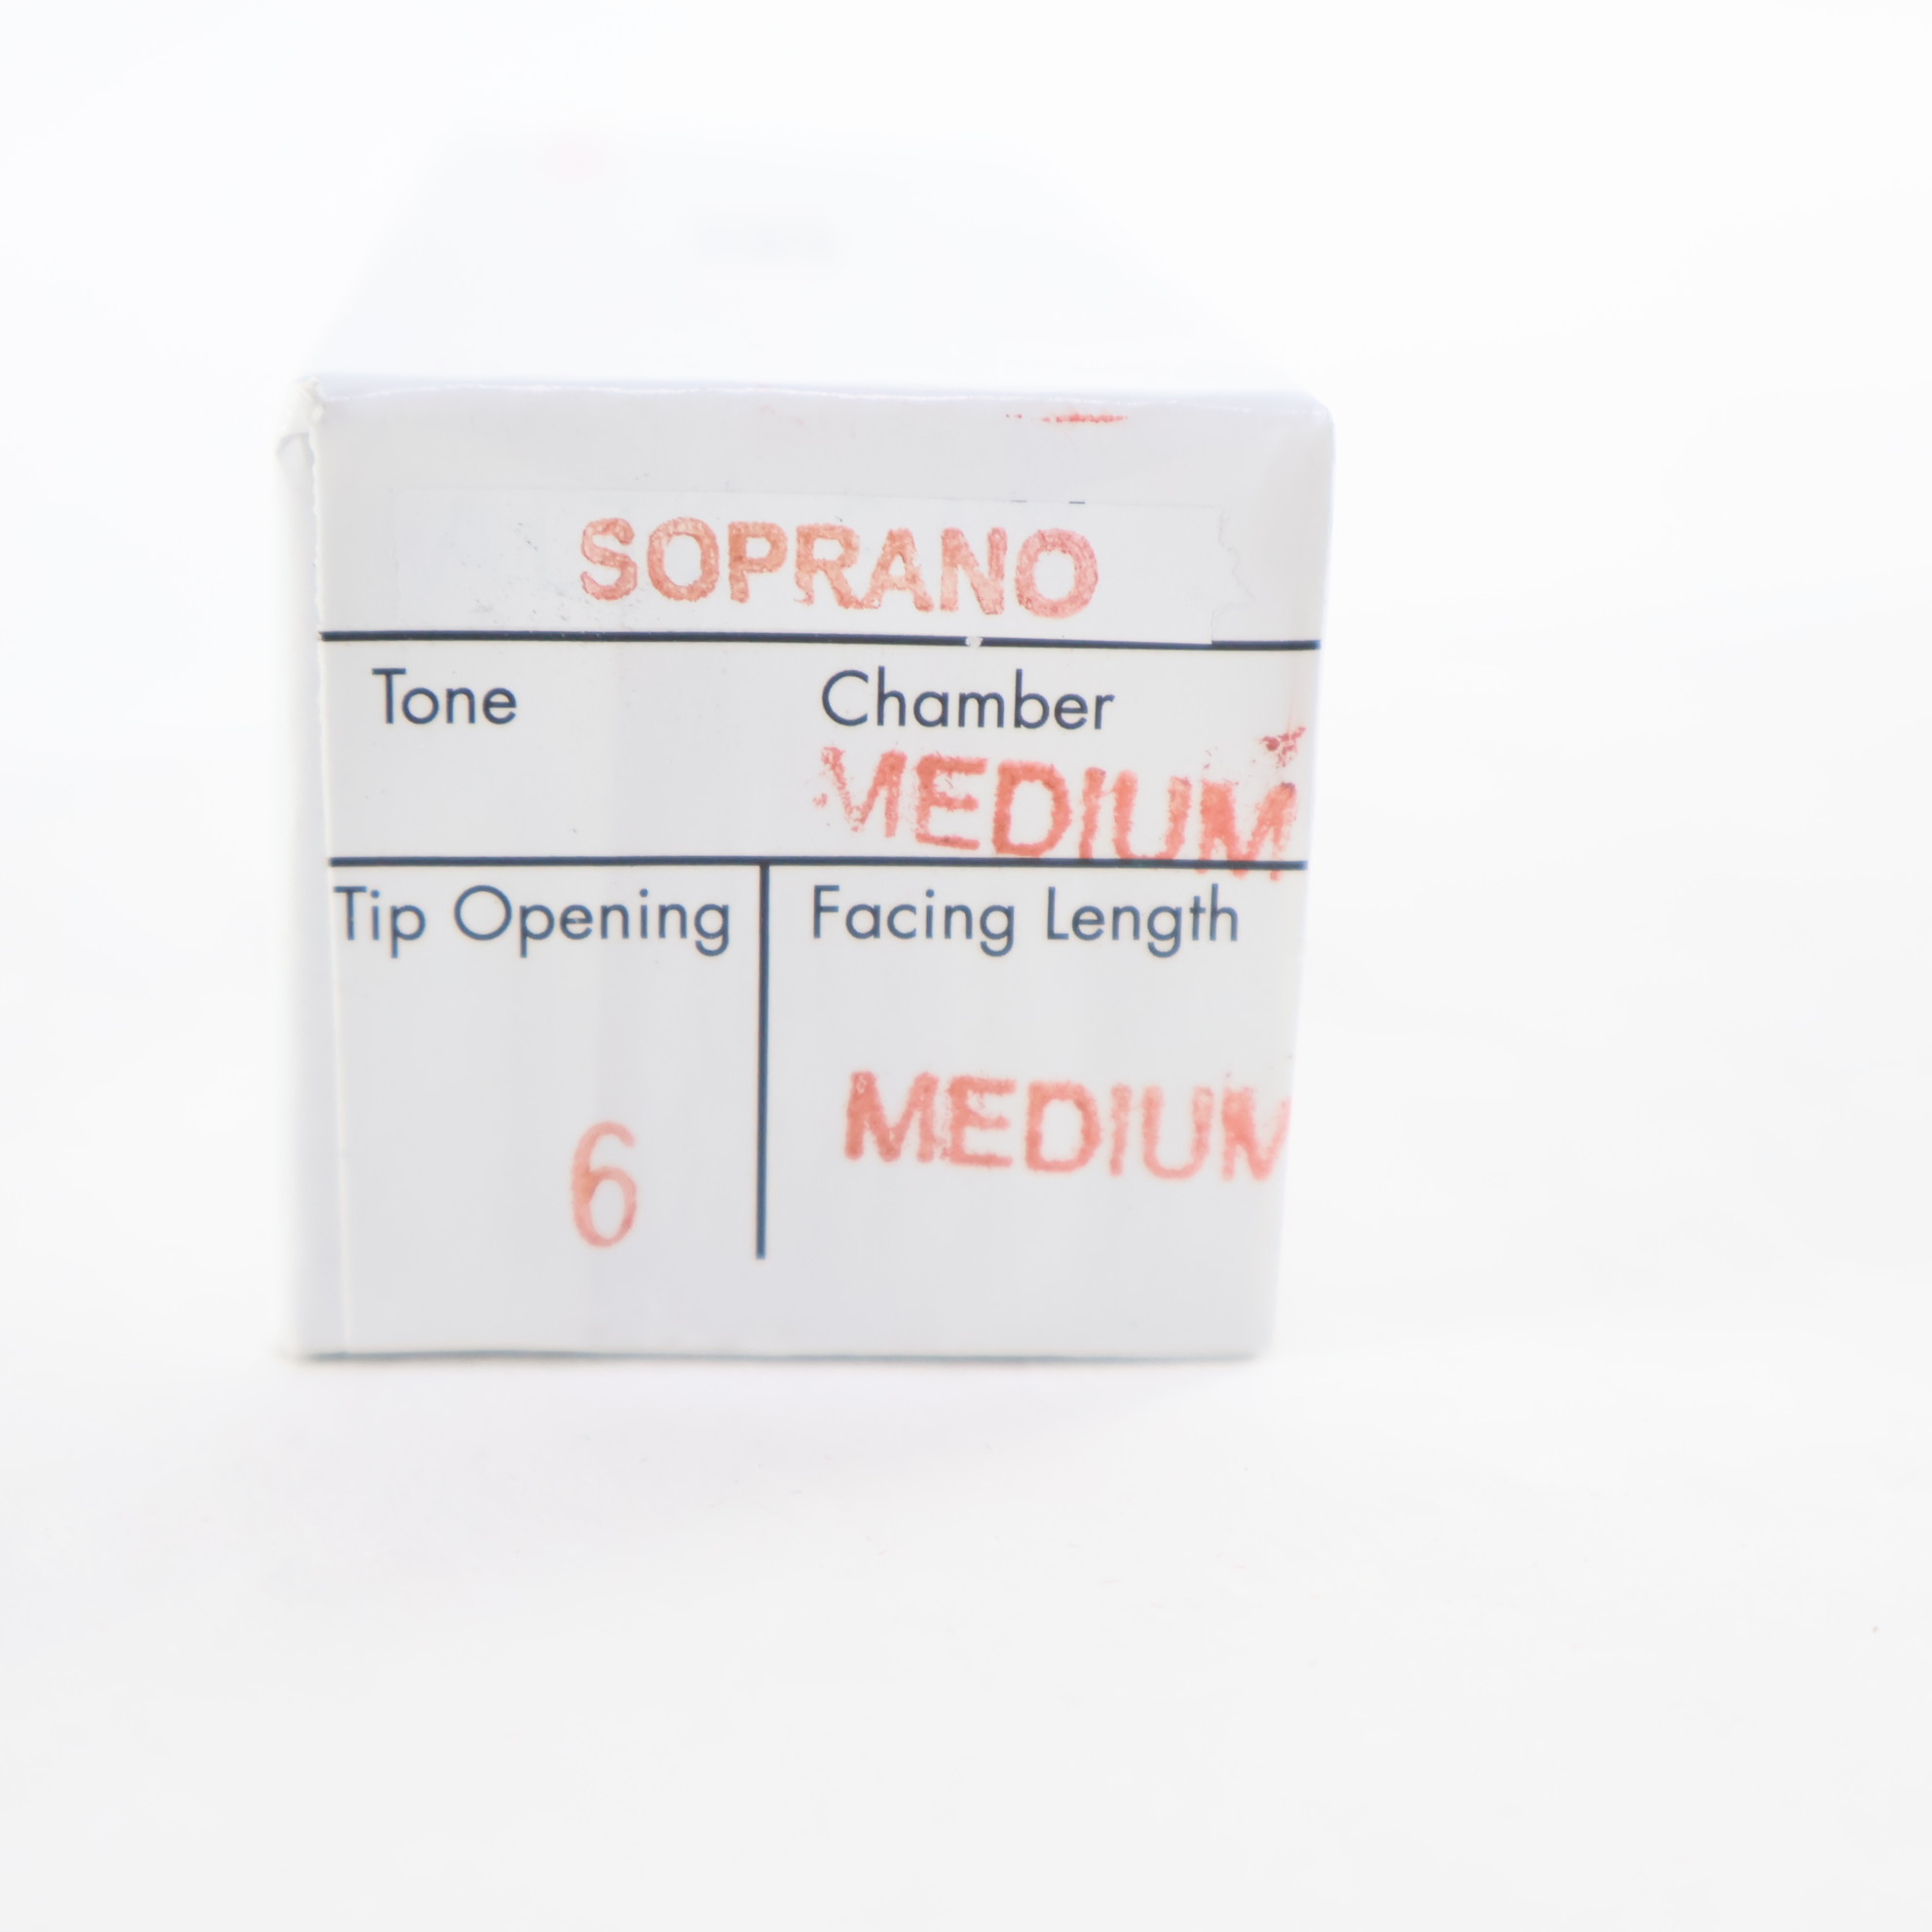 SOPRANO
Tone Chamber
MEDIUM
Tip Opening Facing Length
MEDIUM
6